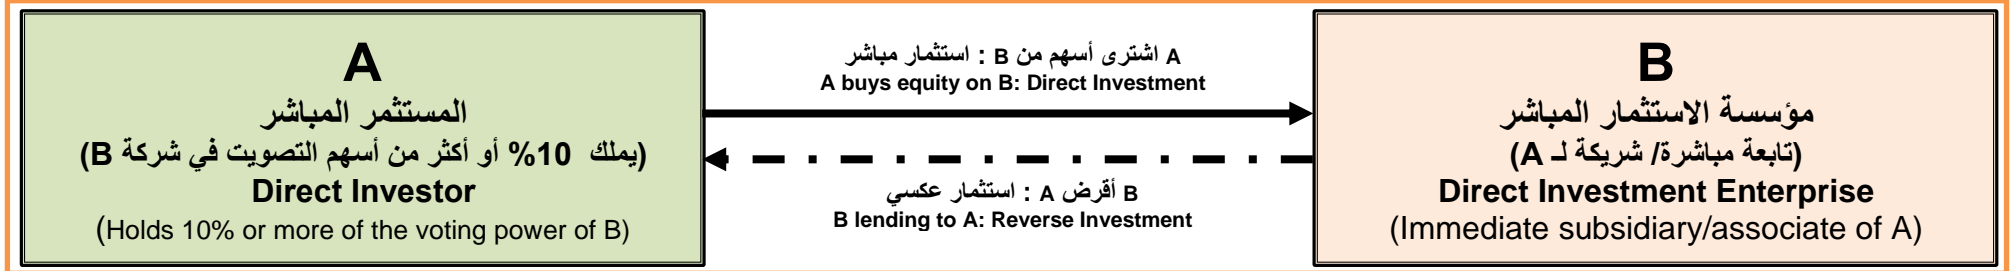 A
المستثمر المباشر
(يملك 10% أو أكثر من أسهم التصويت في شركة B)
Direct Investor
(Holds 10% or more of the voting power of B)
A اشترى أسهم من B : استثمار مباشر
A buys equity on B: Direct Investment
B أقرض A : استثمار عكسي
B lending to A: Reverse Investment
B
مؤسسة الاستثمار المباشر
(تابعة مباشرة/ شريكة لـ A)
Direct Investment Enterprise
(Immediate subsidiary/associate of A)